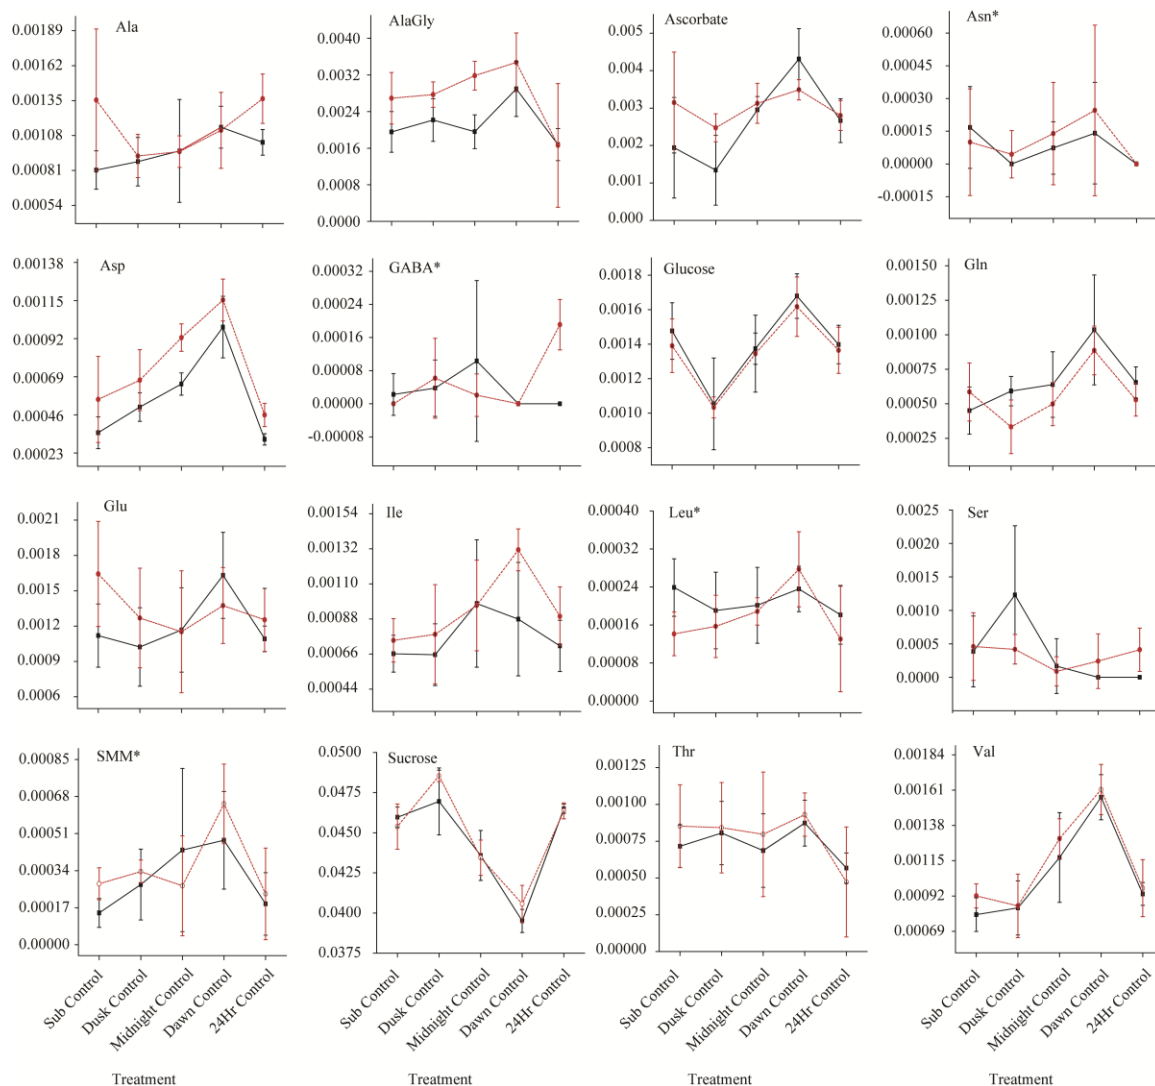 Ala
0.00189
0.00162
0.00135
0.00108
0.00081
0.00054
AlaGly
0.0040
0.0032
0.0024
0.0016
0.0008
0.0000
Ascorbate
0.005
0.004
0.003
0.002
0.001
0.000
Asn*
0.00060
0.00045
0.00030
0.00015
0.00000
-0.00015
Asp
0.00138
0.00115
0.00092
0.00069
0.00046
0.00023
GABA*
0.00032
0.00024
0.00016
0.00008
0.00000
-0.00008
Glucose
0.0018
0.0016
0.0014
0.0012
0.0010
0.0008
Gln
0.00150
0.00125
0.00100
0.00075
0.00050
0.00025
Glu
0.0021
0.0018
0.0015
0.0012
0.0009
0.0006
Ile
0.00154
0.00132
0.00110
0.00088
0.00066
0.00044
Leu*
0.00040
0.00032
0.00024
0.00016
0.00008
0.00000
Ser
0.0025
0.0020
0.0015
0.0010
0.0005
0.0000
SMM*
0.00085
0.00068
0.00051
0.00034
0.00017
0.00000
Sub Control
Dusk Control
Midnight Control
Dawn Control
24Hr Control
Treatment
Sucrose
0.0500
0.0475
0.0450
0.0425
0.0400
0.0375
Sub Control
Dusk Control
Midnight Control
Dawn Control
24Hr Control
Treatment
Thr
0.00125
0.00100
0.00075
0.00050
0.00025
0.00000
Sub Control
Dusk Control
Midnight Control
Dawn Control
24Hr Control
Treatment
Val
0.00184
0.00161
0.00138
0.00115
0.00092
0.00069
Sub Control
Dusk Control
Midnight Control
Dawn Control
24Hr Control
Treatment